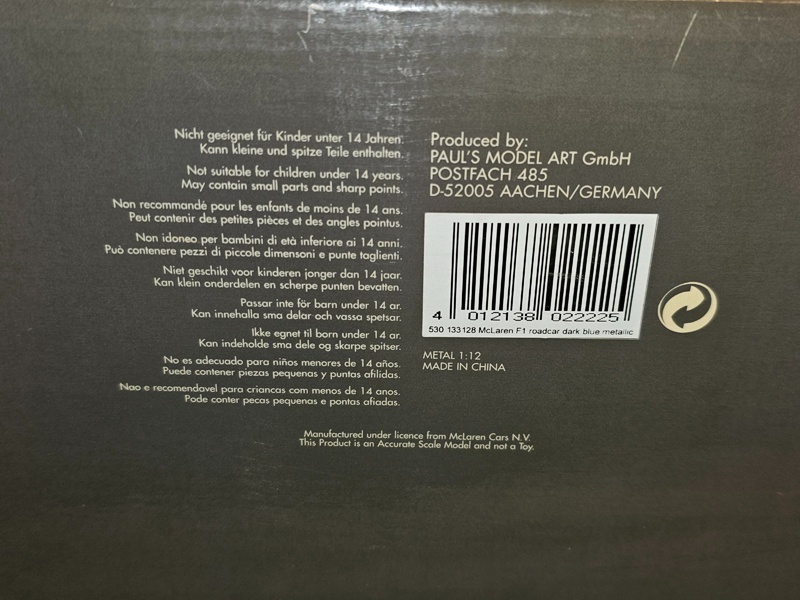 Nicht geeignet für Kinder unter 14 Jahren.
Kann kleine und spitze Teile enthalten.
Not suitable for children under 14 years.
May contain small parts and sharp points.
Non recommandé pour les enfants de moins de 14 ans.
Peut contenir des petites pièces et des angles pointus.
Non idoneo per bambini di età inferiore ai 14 anni.
Può contenere pezzi di piccole dimensoni e punte taglienti.
Niet geschikt voor kinderen jonger dan 14 jaar.
Kan klein onderdelen en scherpe punten bevatten.
Passar inte för barn under 14 ar.
Kan innehalla sma delar och vassa spetsar.
Ikke egnet til born under 14 ar.
Kan indeholde sma dele og skarpe spitser.
No es adecuado para niños menores de 14 años.
Puede contener piezas pequenas y puntas afilidas.
Nao e recomendavel para criancas com menos de 14 anos.
Pode conter pecas pequenas e pontas afiadas.
Produced by:
PAUL'S MODEL ART GmbH
POSTFACH 485
D-52005 AACHEN/GERMANY
4 012138 022225
530 133128 McLaren F1 roadcar dark blue metallic
METAL 1:12
MADE IN CHINA
Manufactured under licence from McLaren Cars N.V.
This Product is an Accurate Scale Model and not a Toy.